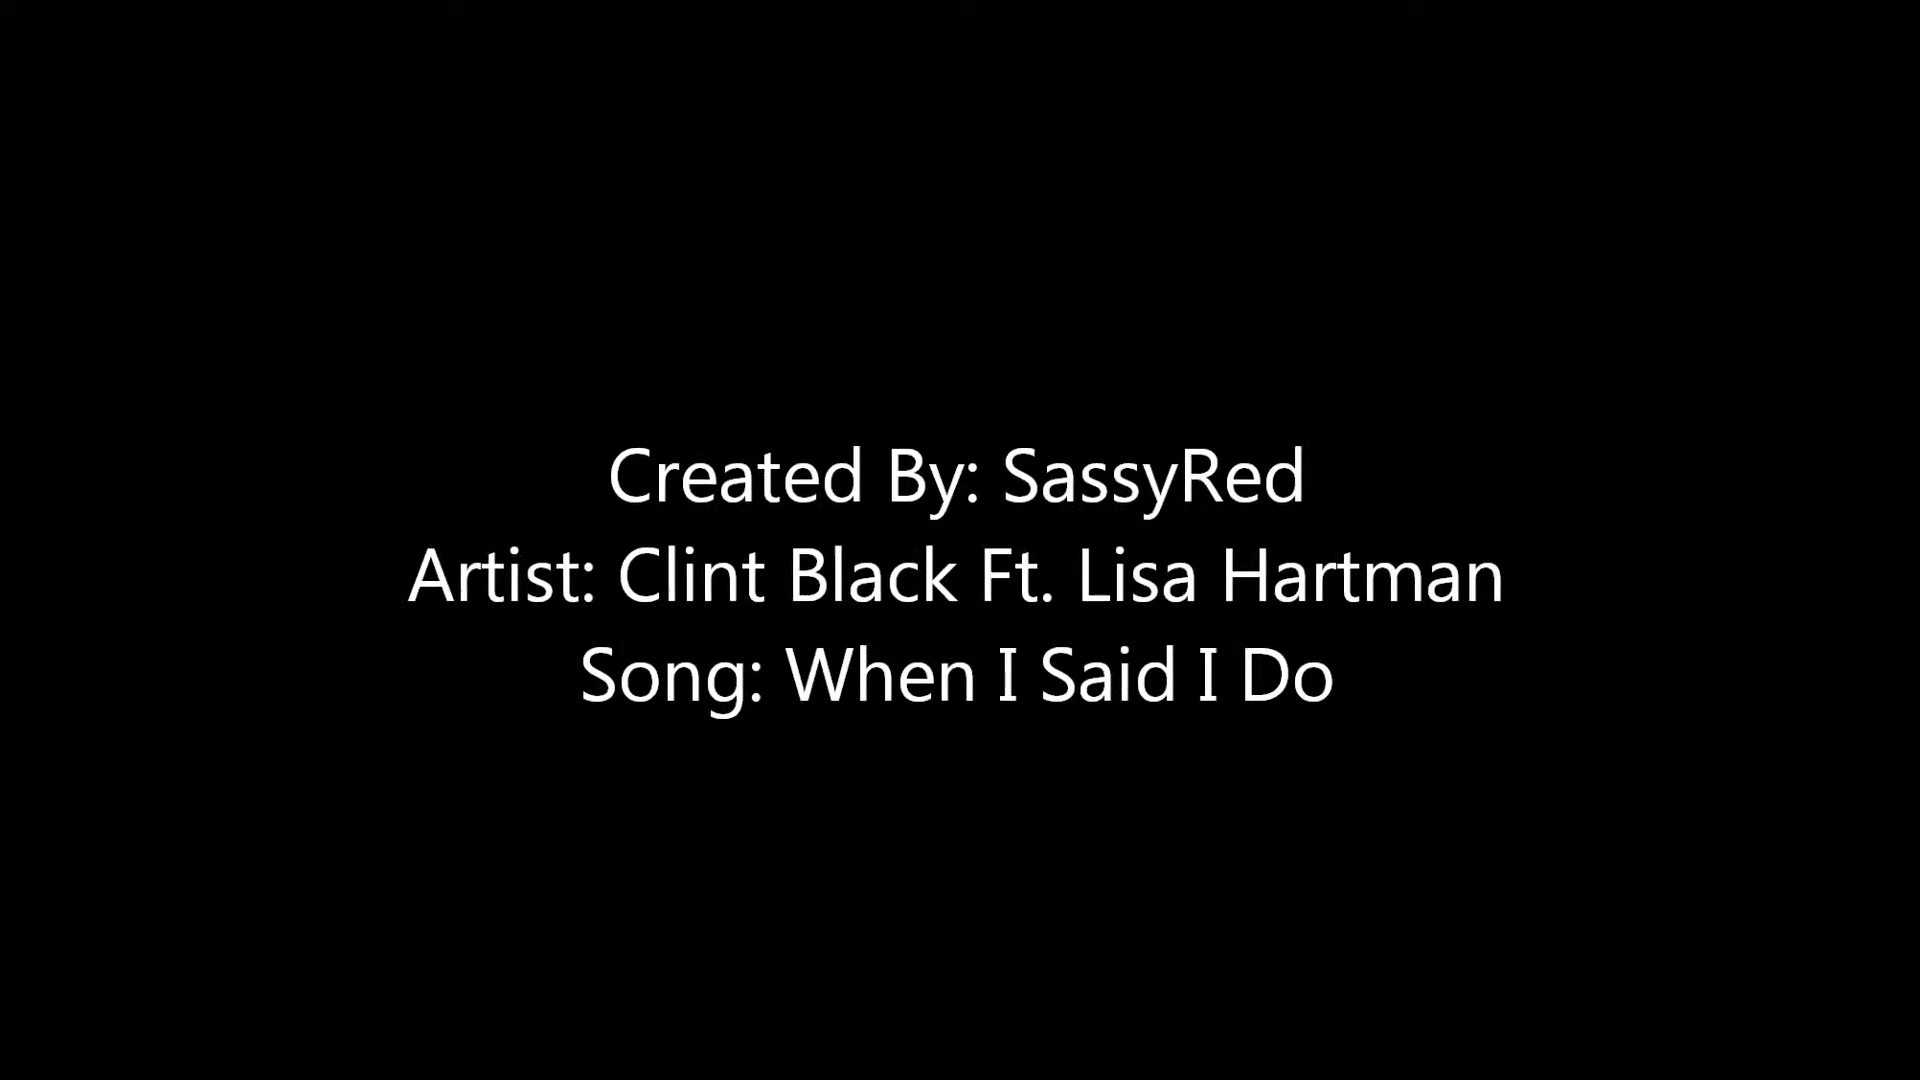 Created By: SassyRed
Artist: Clint Black Ft. Lisa Hartman
Song: When I Said I Do